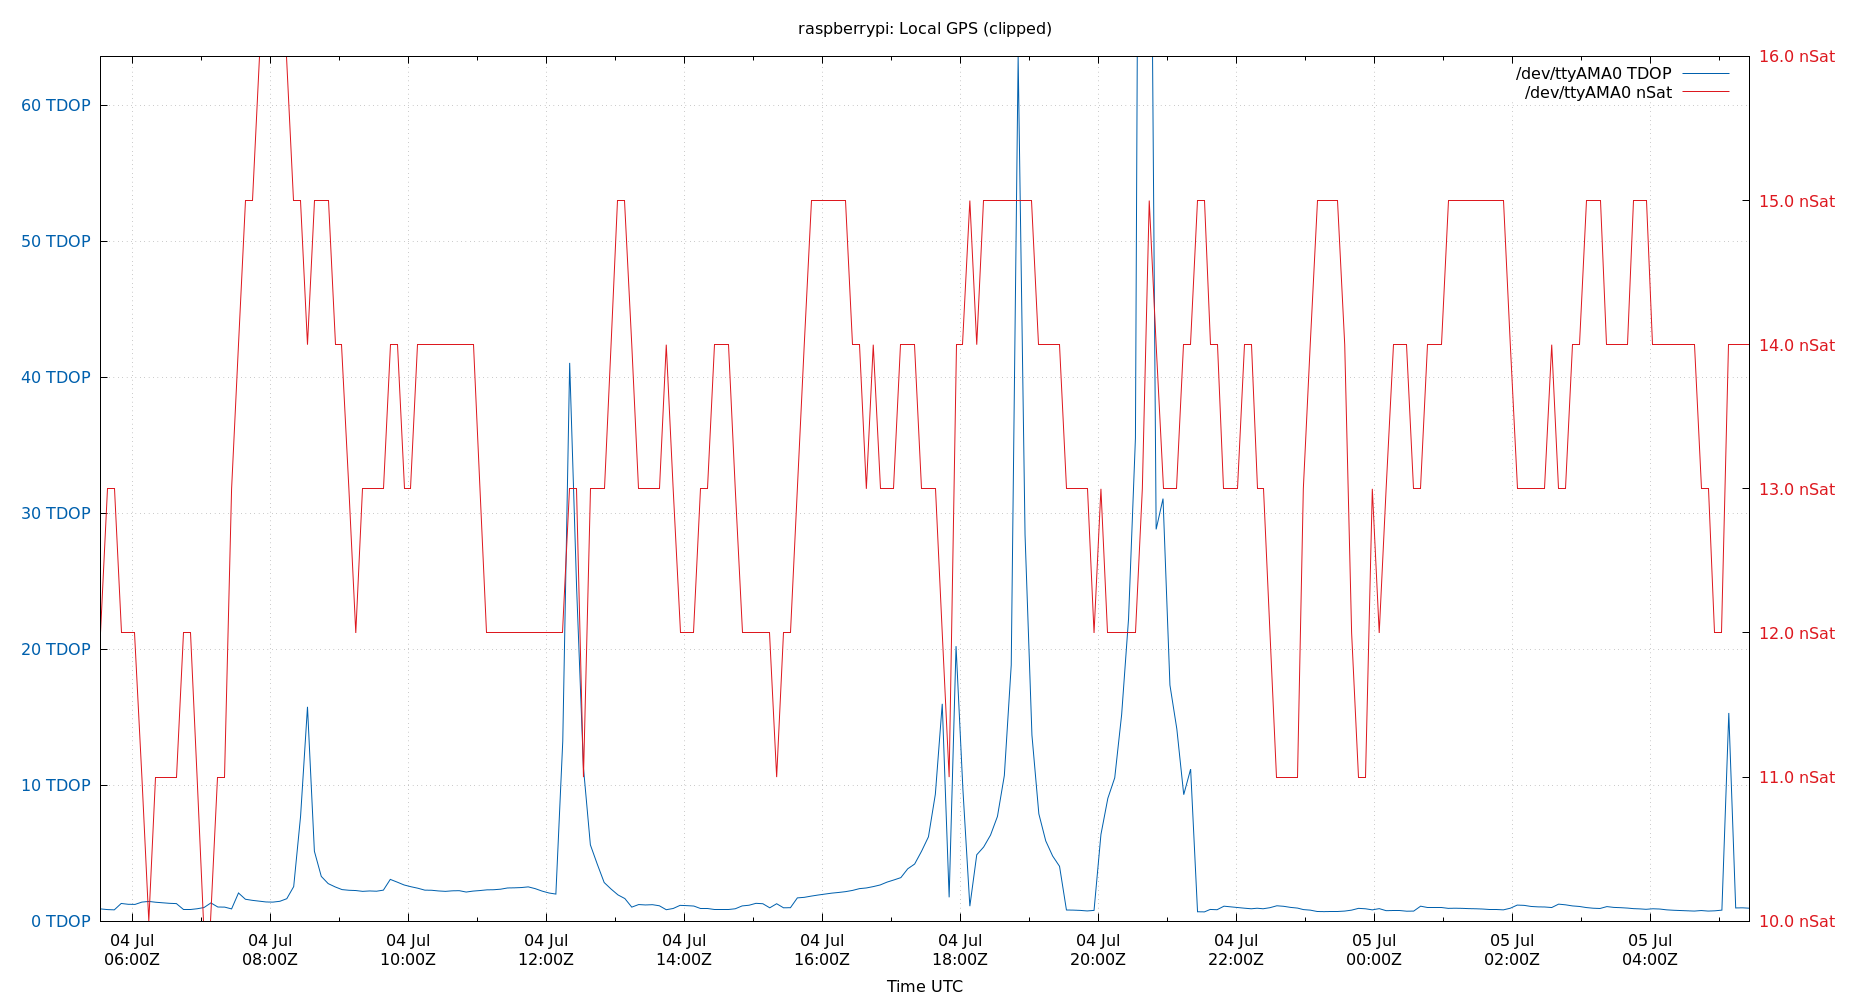 raspberrypi: Local GPS (clipped)
/dev/ttyAMA0 TDOP
/dev/ttyAMA0 nSat
60 TDOP
50 TDOP
40 TDOP
30 TDOP
20 TDOP
10 TDOP
0 TDOP
16.0 nSat
15.0 nSat
14.0 nSat
13.0 nSat
12.0 nSat
11.0 nSat
10.0 nSat
04 Jul
06:00Z
04 Jul
08:00Z
04 Jul
10:00Z
04 Jul
12:00Z
04 Jul
14:00Z
04 Jul
16:00Z
04 Jul
18:00Z
04 Jul
20:00Z
04 Jul
22:00Z
05 Jul
00:00Z
05 Jul
02:00Z
05 Jul
04:00Z
Time UTC